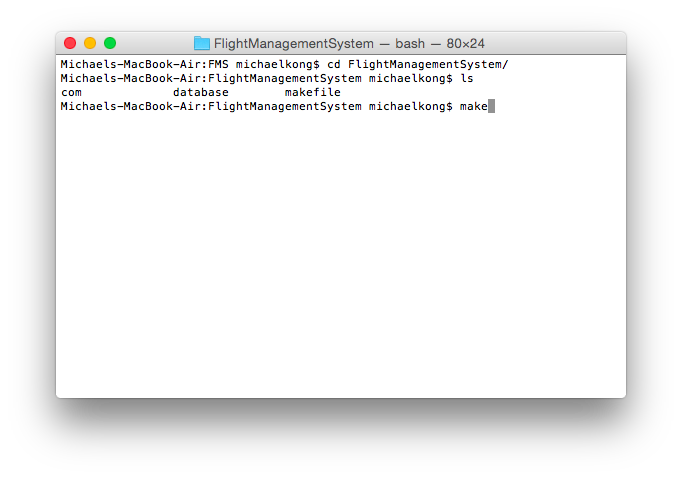 FlightManagementSystem — bash — 80×24
Michaels-MacBook-Air:FMS michaelkong$ cd FlightManagementSystem/
Michaels-MacBook-Air:FlightManagementSystem michaelkong$ ls
com             database        makefile
Michaels-MacBook-Air:FlightManagementSystem michaelkong$ make